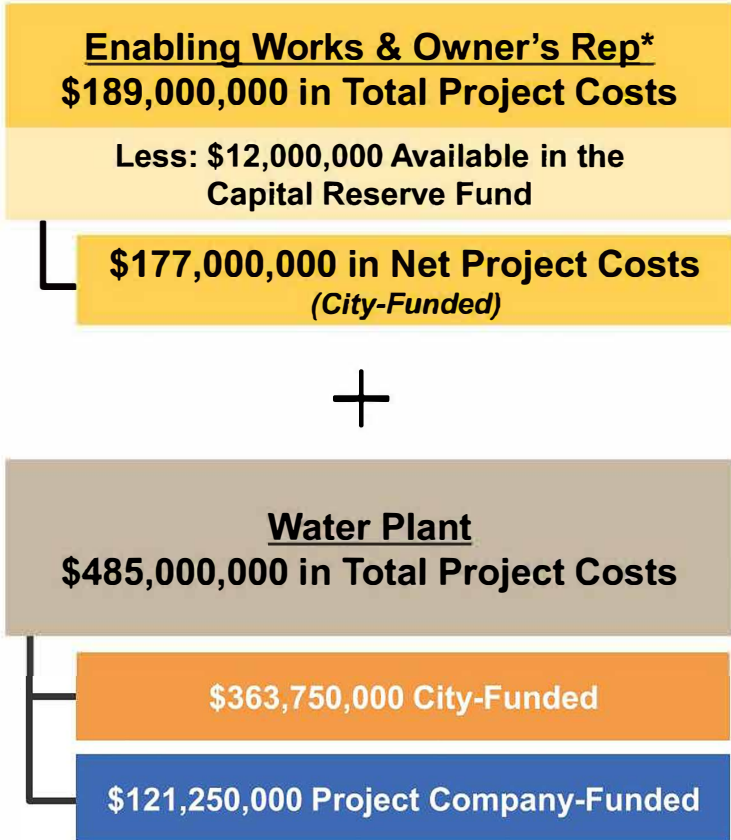 Enabling Works & Owner's Rep*
$189,000,000 in Total Project Costs
Less: $12,000,000 Available in the
Capital Reserve Fund
$177,000,000 in Net Project Costs
(City-Funded)
+
Water Plant
$485,000,000 in Total Project Costs
$363,750,000 City-Funded
$121,250,000 Project Company-Funded